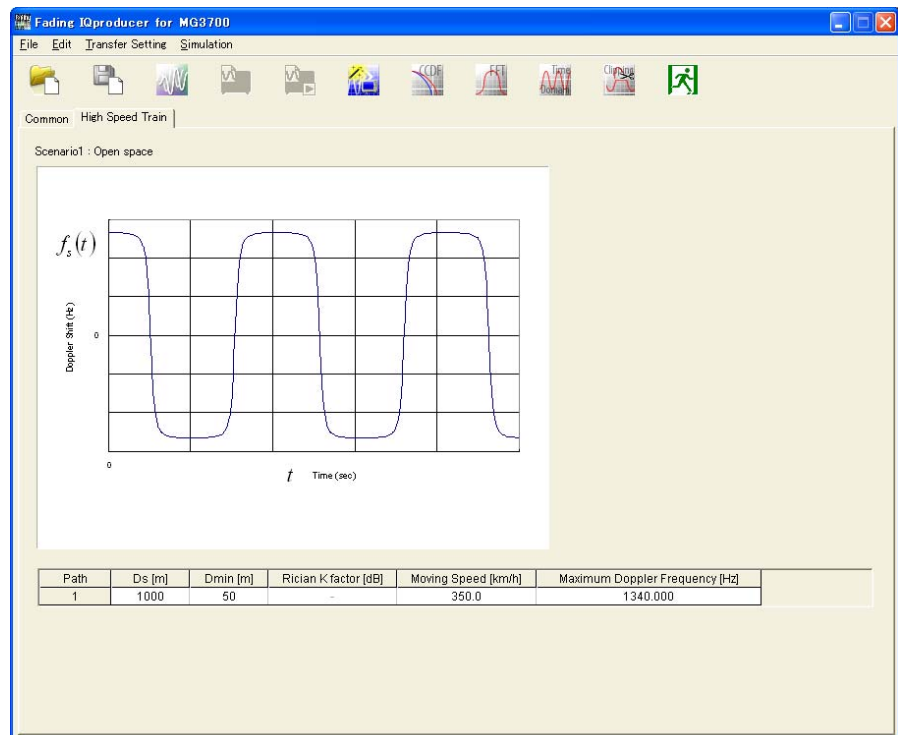 Fading IQproducer for MG3700
File Edit Transfer Setting Simulation
CCDF FFT Time Domain Clipping
Common High Speed Train
Scenario1 : Open space
fs(t)
Doppler Shift (Hz)
0
0
t Time (sec)
Path Ds [m] Dmin [m] Rician K factor [dB] Moving Speed [km/h] Maximum Doppler Frequency [Hz]
1 1000 50 - 350.0 1340.000